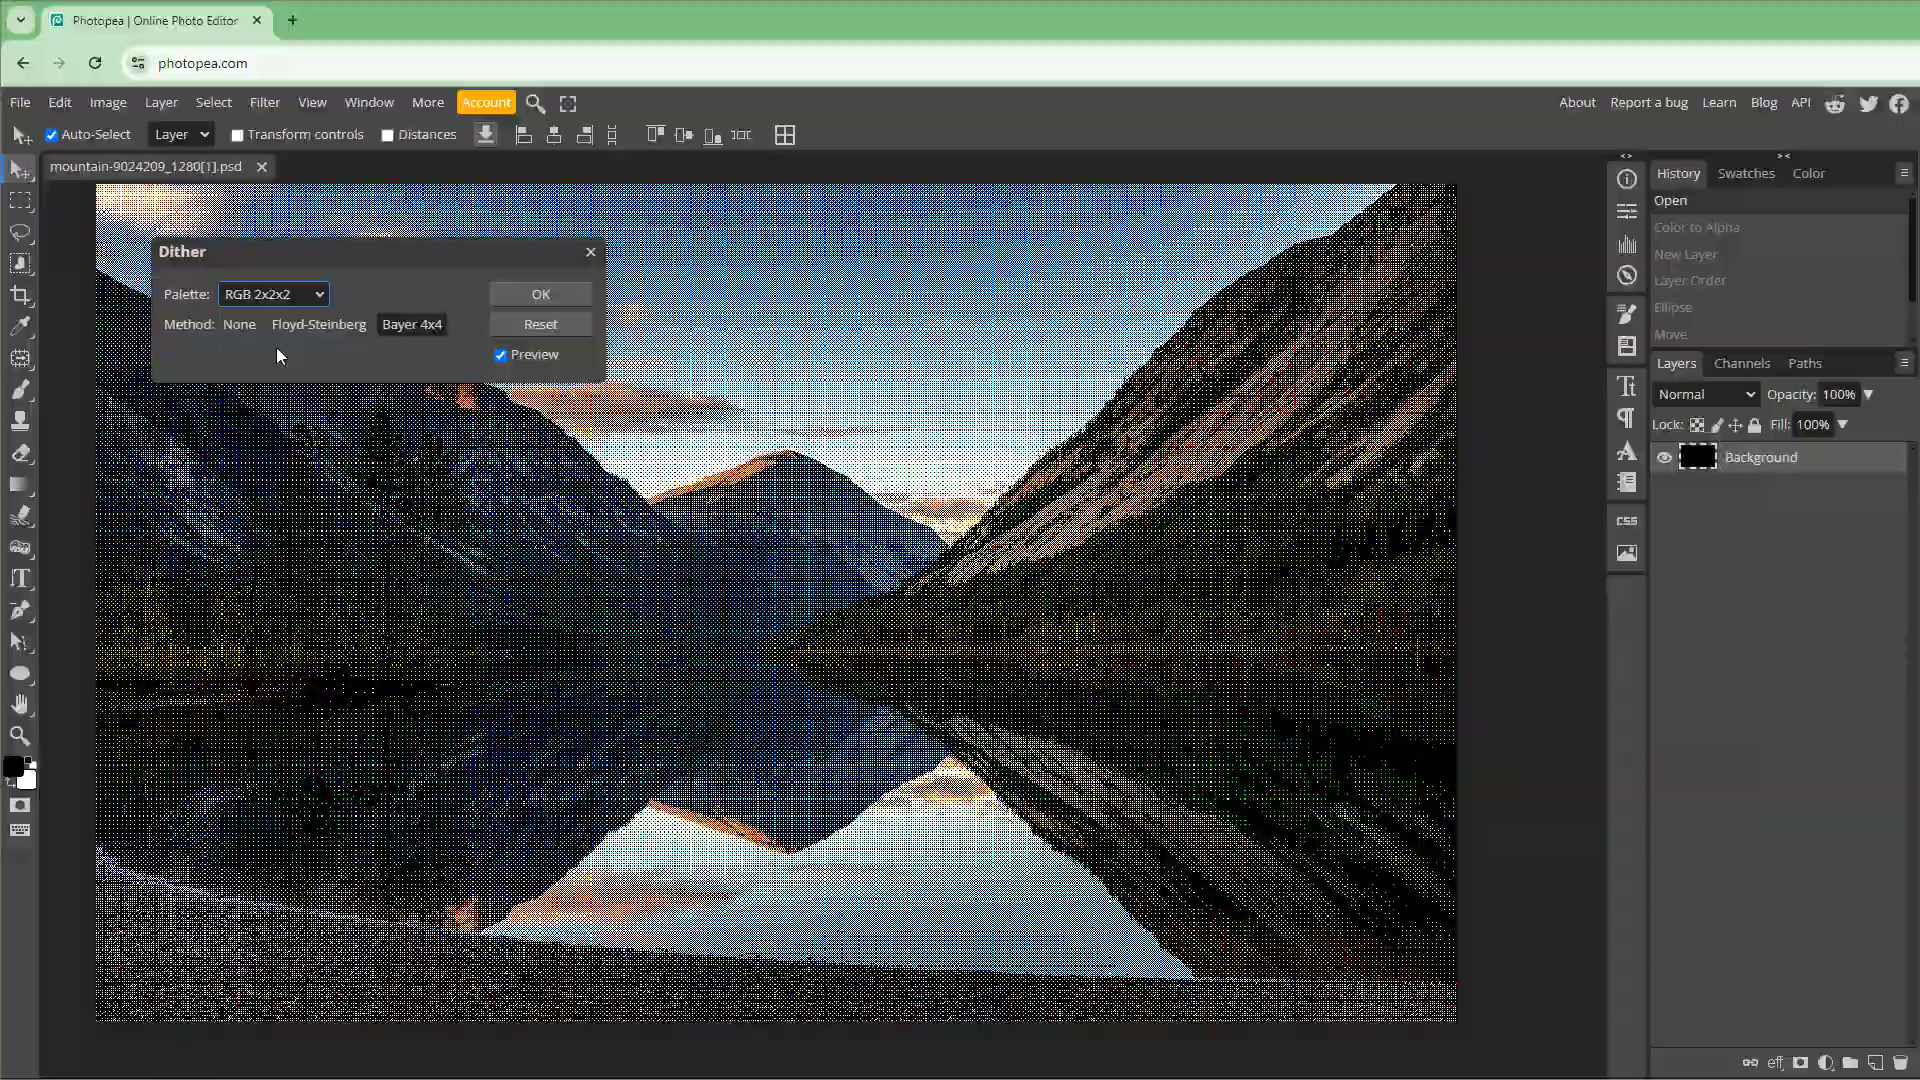 Photopea | Online Photo Editor
photopea.com
File Edit Image Layer Select Filter View Window More Account
About Report a bug Learn Blog API
Auto-Select Layer Transform controls Distances
mountain-9024209_1280[1].psd
Dither
Palette: RGB 2x2x2 OK
Method: None Floyd-Steinberg Bayer 4x4 Reset
Preview
History Swatches Color
Open
Color to Alpha
New Layer
Layer Order
Ellipse
Move
Layers Channels Paths
Normal Opacity: 100%
Lock: Fill: 100%
Background
CSS
eff